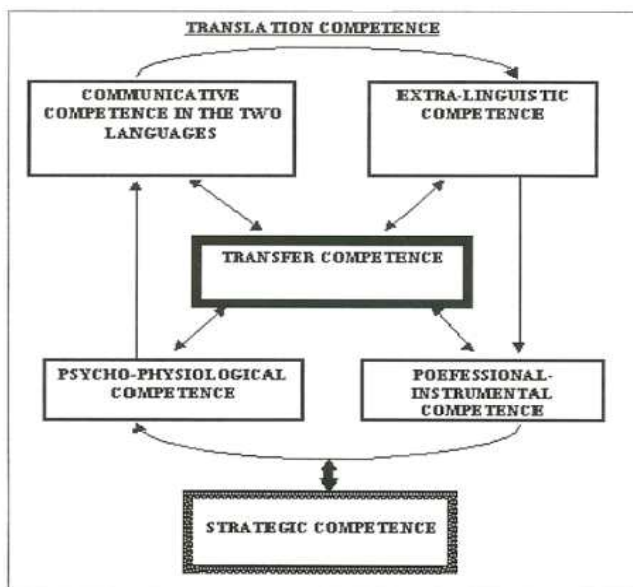 TRANSLATION COMPETENCE
COMMUNICATIVE
COMPETENCE IN THE TWO
LANGUAGES
EXTRA-LINGUISTIC
COMPETENCE
TRANSFER COMPETENCE
PSYCHO-PHYSIOLOGICAL
COMPETENCE
POEFESSIONAL-
INSTRUMENTAL
COMPETENCE
STRATEGIC COMPETENCE